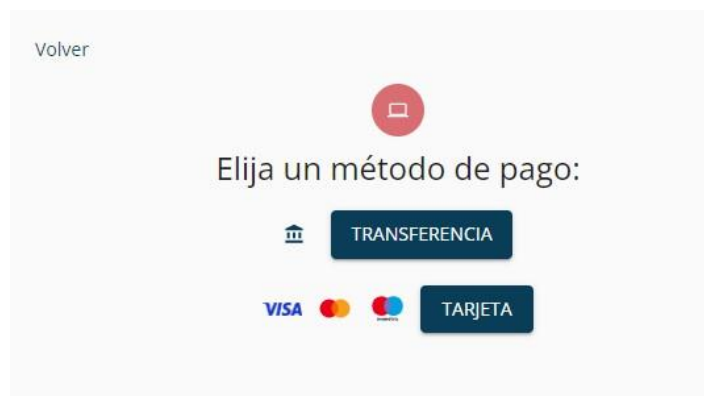 Volver
Elija un método de pago:
TRANSFERENCIA
VISA TARJETA